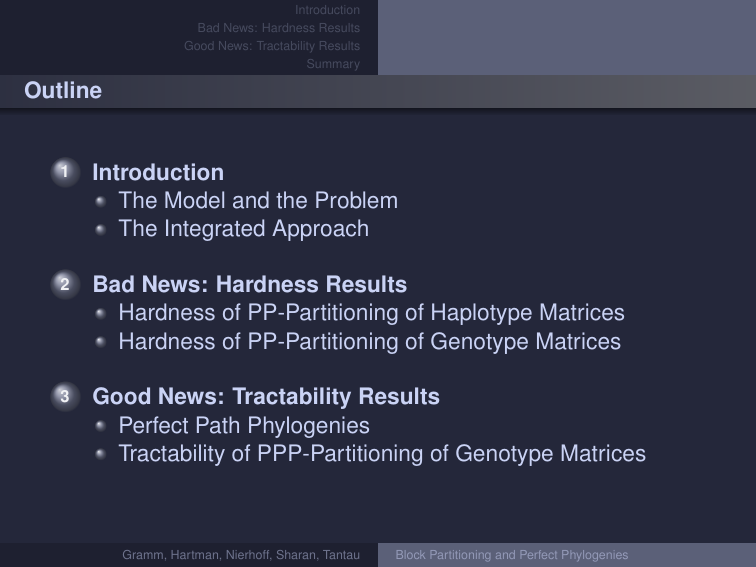 Introduction
Bad News: Hardness Results
Good News: Tractability Results
Summary
Outline
1 Introduction
The Model and the Problem
The Integrated Approach
2 Bad News: Hardness Results
Hardness of PP-Partitioning of Haplotype Matrices
Hardness of PP-Partitioning of Genotype Matrices
3 Good News: Tractability Results
Perfect Path Phylogenies
Tractability of PPP-Partitioning of Genotype Matrices
Gramm, Hartman, Nierhoff, Sharan, Tantau Block Partitioning and Perfect Phylogenies